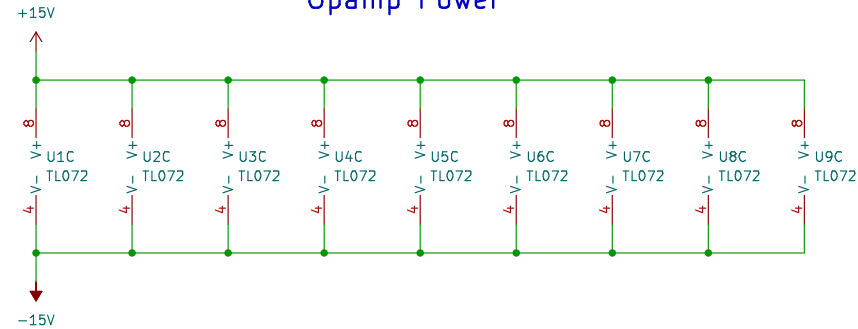 Opamp Power
+15V
8 8 8 8 8 8 8 8 8
V+ V+ V+ V+ V+ V+ V+ V+ V+
U1C U2C U3C U4C U5C U6C U7C U8C U9C
TL072 TL072 TL072 TL072 TL072 TL072 TL072 TL072 TL072
V- V- V- V- V- V- V- V- V-
4 4 4 4 4 4 4 4 4
-15V